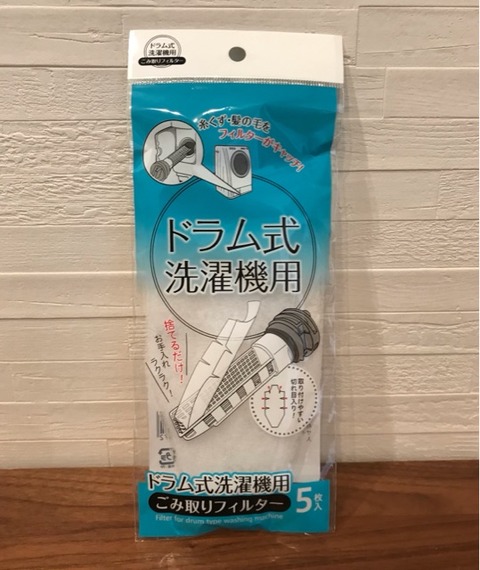 ドラム式
洗濯機用
ごみ取りフィルター
糸くず・髪の毛を
フィルターがキャッチ!
ドラム式
洗濯機用
捨てるだけ!
お手入れ
ラクラク!
取り付けやすい
切れ目入り!
ドラム式洗濯機用
ごみ取りフィルター
5枚入
Filter for drum type washing machine